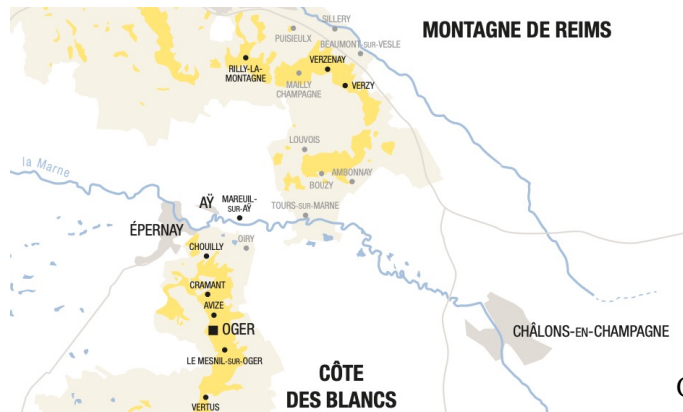 SILLERY
PUISIEULX
MONTAGNE DE REIMS
BEAUMONT-SUR-VESLE
VERZENAY
RILLY-LA-
MONTAGNE
MAILLY
CHAMPAGNE
VERZY
LOUVOIS
la Marne
AMBONNAY
BOUZY
AŸ
MAREUIL-
SUR-AŸ
TOURS-SUR-MARNE
ÉPERNAY
OIRY
CHOUILLY
CRAMANT
AVIZE
OGER
CHÂLONS-EN-CHAMPAGNE
LE MESNIL-SUR-OGER
CÔTE
DES BLANCS
VERTUS